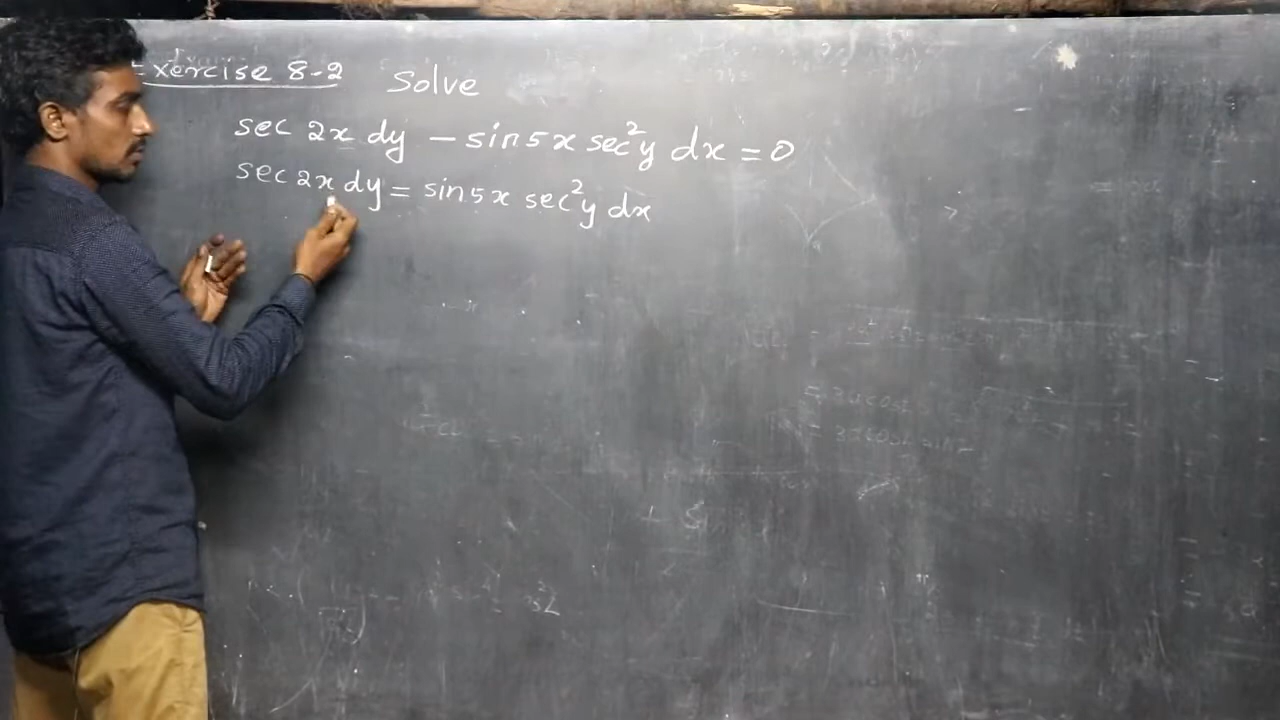 Exercise 8-2 Solve
sec 2x dy - sin 5x sec²y dx = 0
sec 2x dy = sin 5x sec²y dx